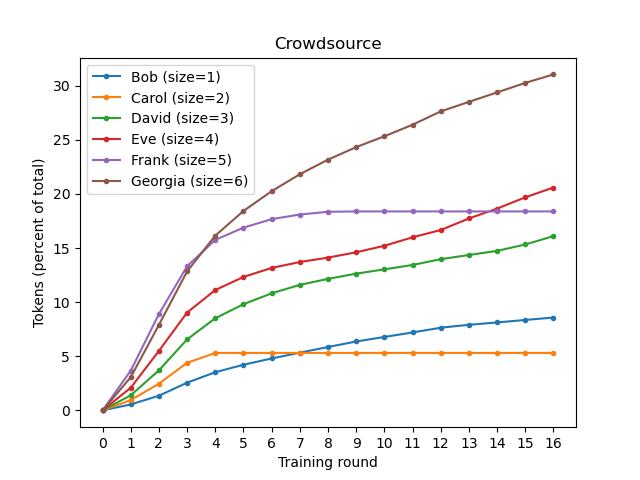 Crowdsource
Bob (size=1)
Carol (size=2)
David (size=3)
Eve (size=4)
Frank (size=5)
Georgia (size=6)
Tokens (percent of total)
30
25
20
15
10
5
0
0 1 2 3 4 5 6 7 8 9 10 11 12 13 14 15 16
Training round